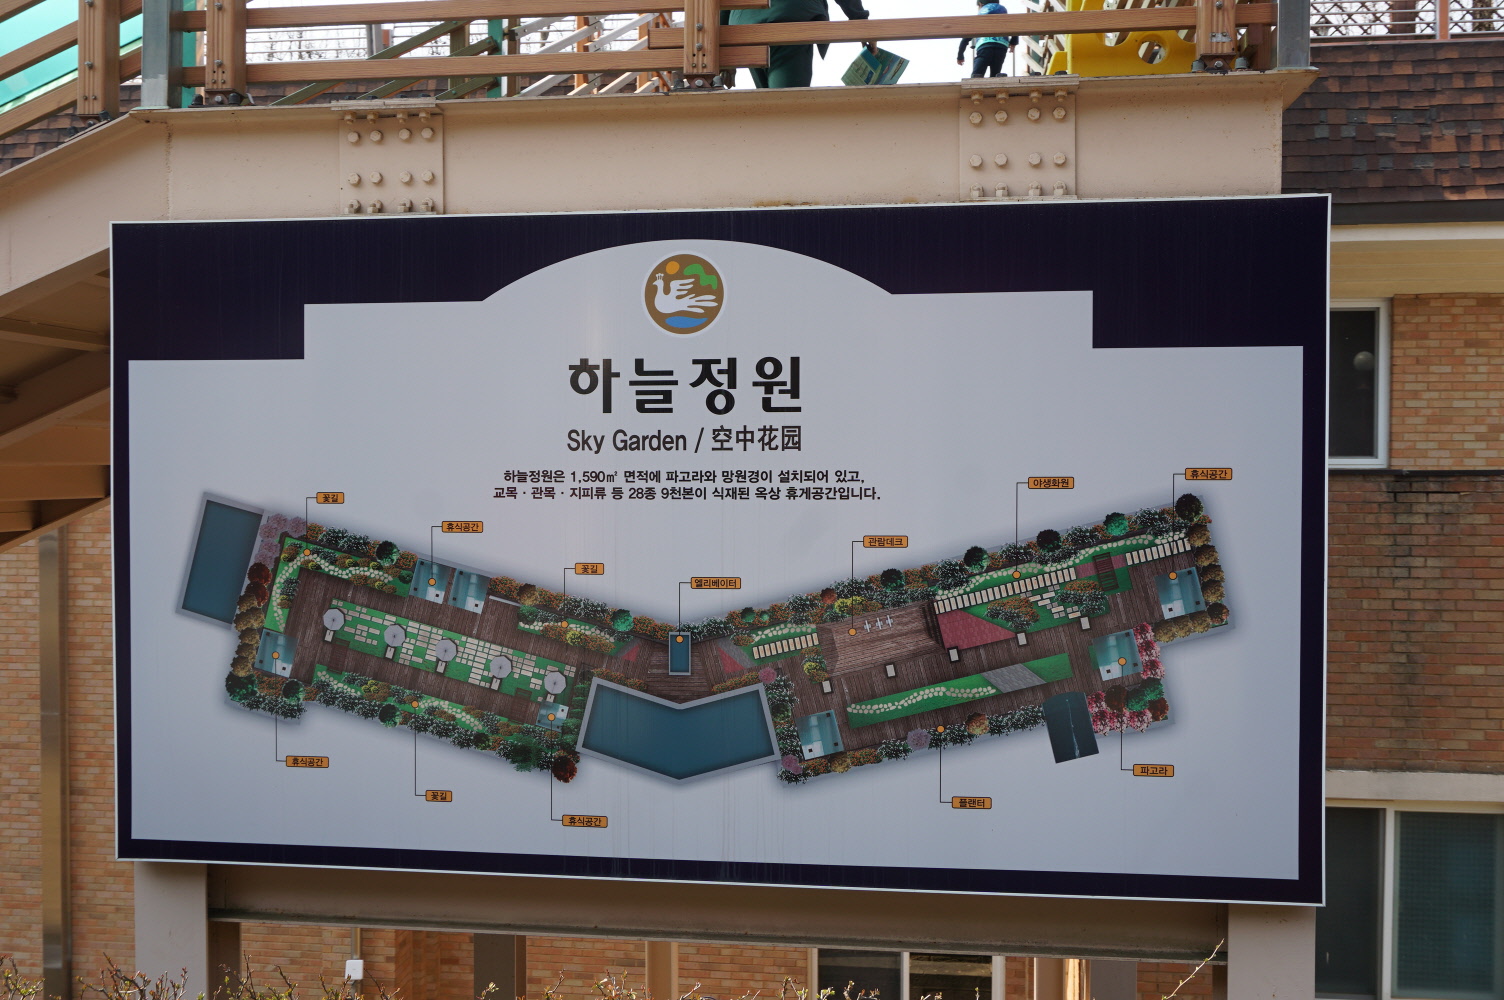 하늘정원
Sky Garden / 空中花园
하늘정원은 1,590㎡ 면적에 파고라와 망원경이 설치되어 있고,
교목 · 관목 · 지피류 등 28종 9천본이 식재된 옥상 휴게공간입니다.
꽃길
휴식공간
꽃길
엘리베이터
관람데크
야생화원
휴식공간
휴식공간
꽃길
휴식공간
플랜터
파고라